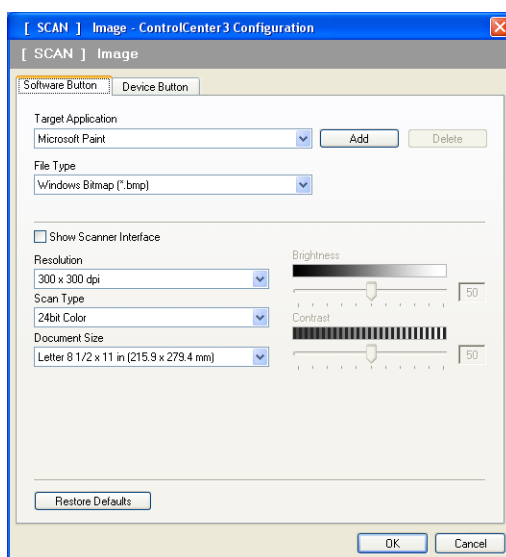 [ SCAN ] Image - ControlCenter3 Configuration
[ SCAN ] Image
Software Button Device Button
Target Application
Microsoft Paint Add Delete
File Type
Windows Bitmap (*.bmp)
Show Scanner Interface
Resolution Brightness
300 x 300 dpi
50
Scan Type
24bit Color Contrast
Document Size
Letter 8 1/2 x 11 in (215.9 x 279.4 mm) 50
Restore Defaults
OK Cancel